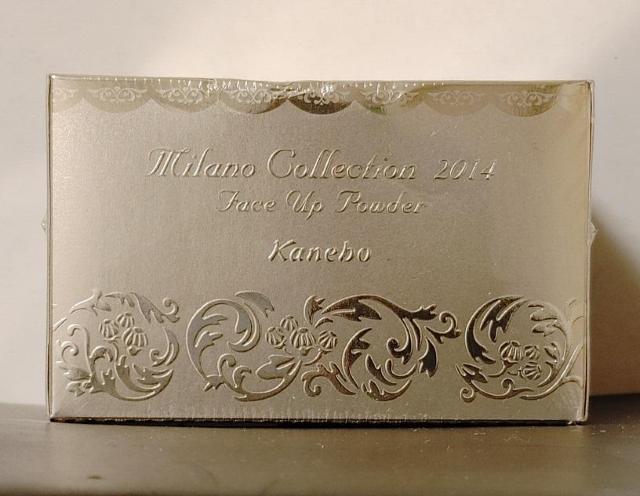 Milano Collection 2014
Face Up Powder
Kanebo